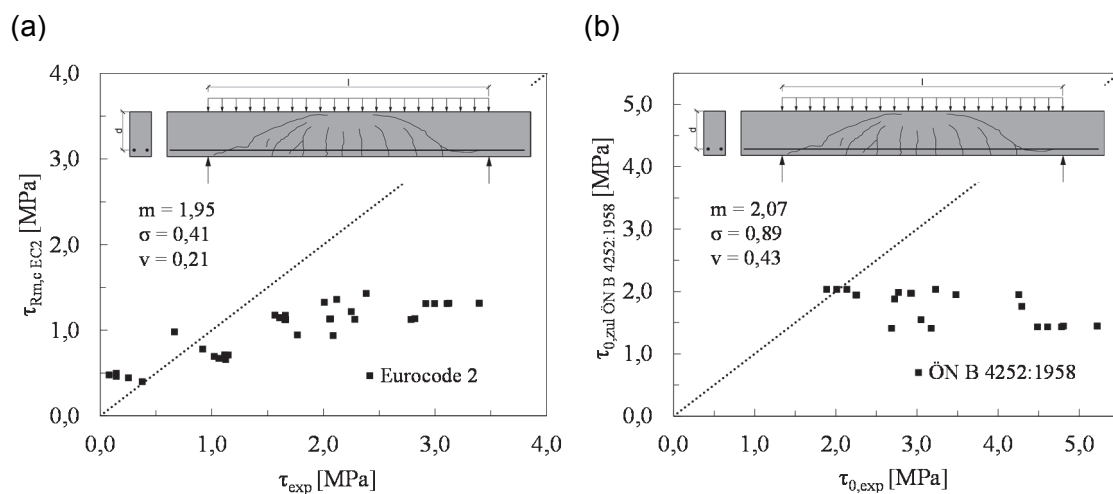 (a)
4,0
3,0
2,0
1,0
0,0
τRm,c EC2 [MPa]
l
d
m = 1,95
σ = 0,41
v = 0,21
Eurocode 2
0,0 1,0 2,0 3,0 4,0
τexp [MPa]
(b)
5,0
4,0
3,0
2,0
1,0
0,0
τ0,zul ÖN B 4252:1958 [MPa]
l
d
m = 2,07
σ = 0,89
v = 0,43
ÖN B 4252:1958
0,0 1,0 2,0 3,0 4,0 5,0
τ0,exp [MPa]